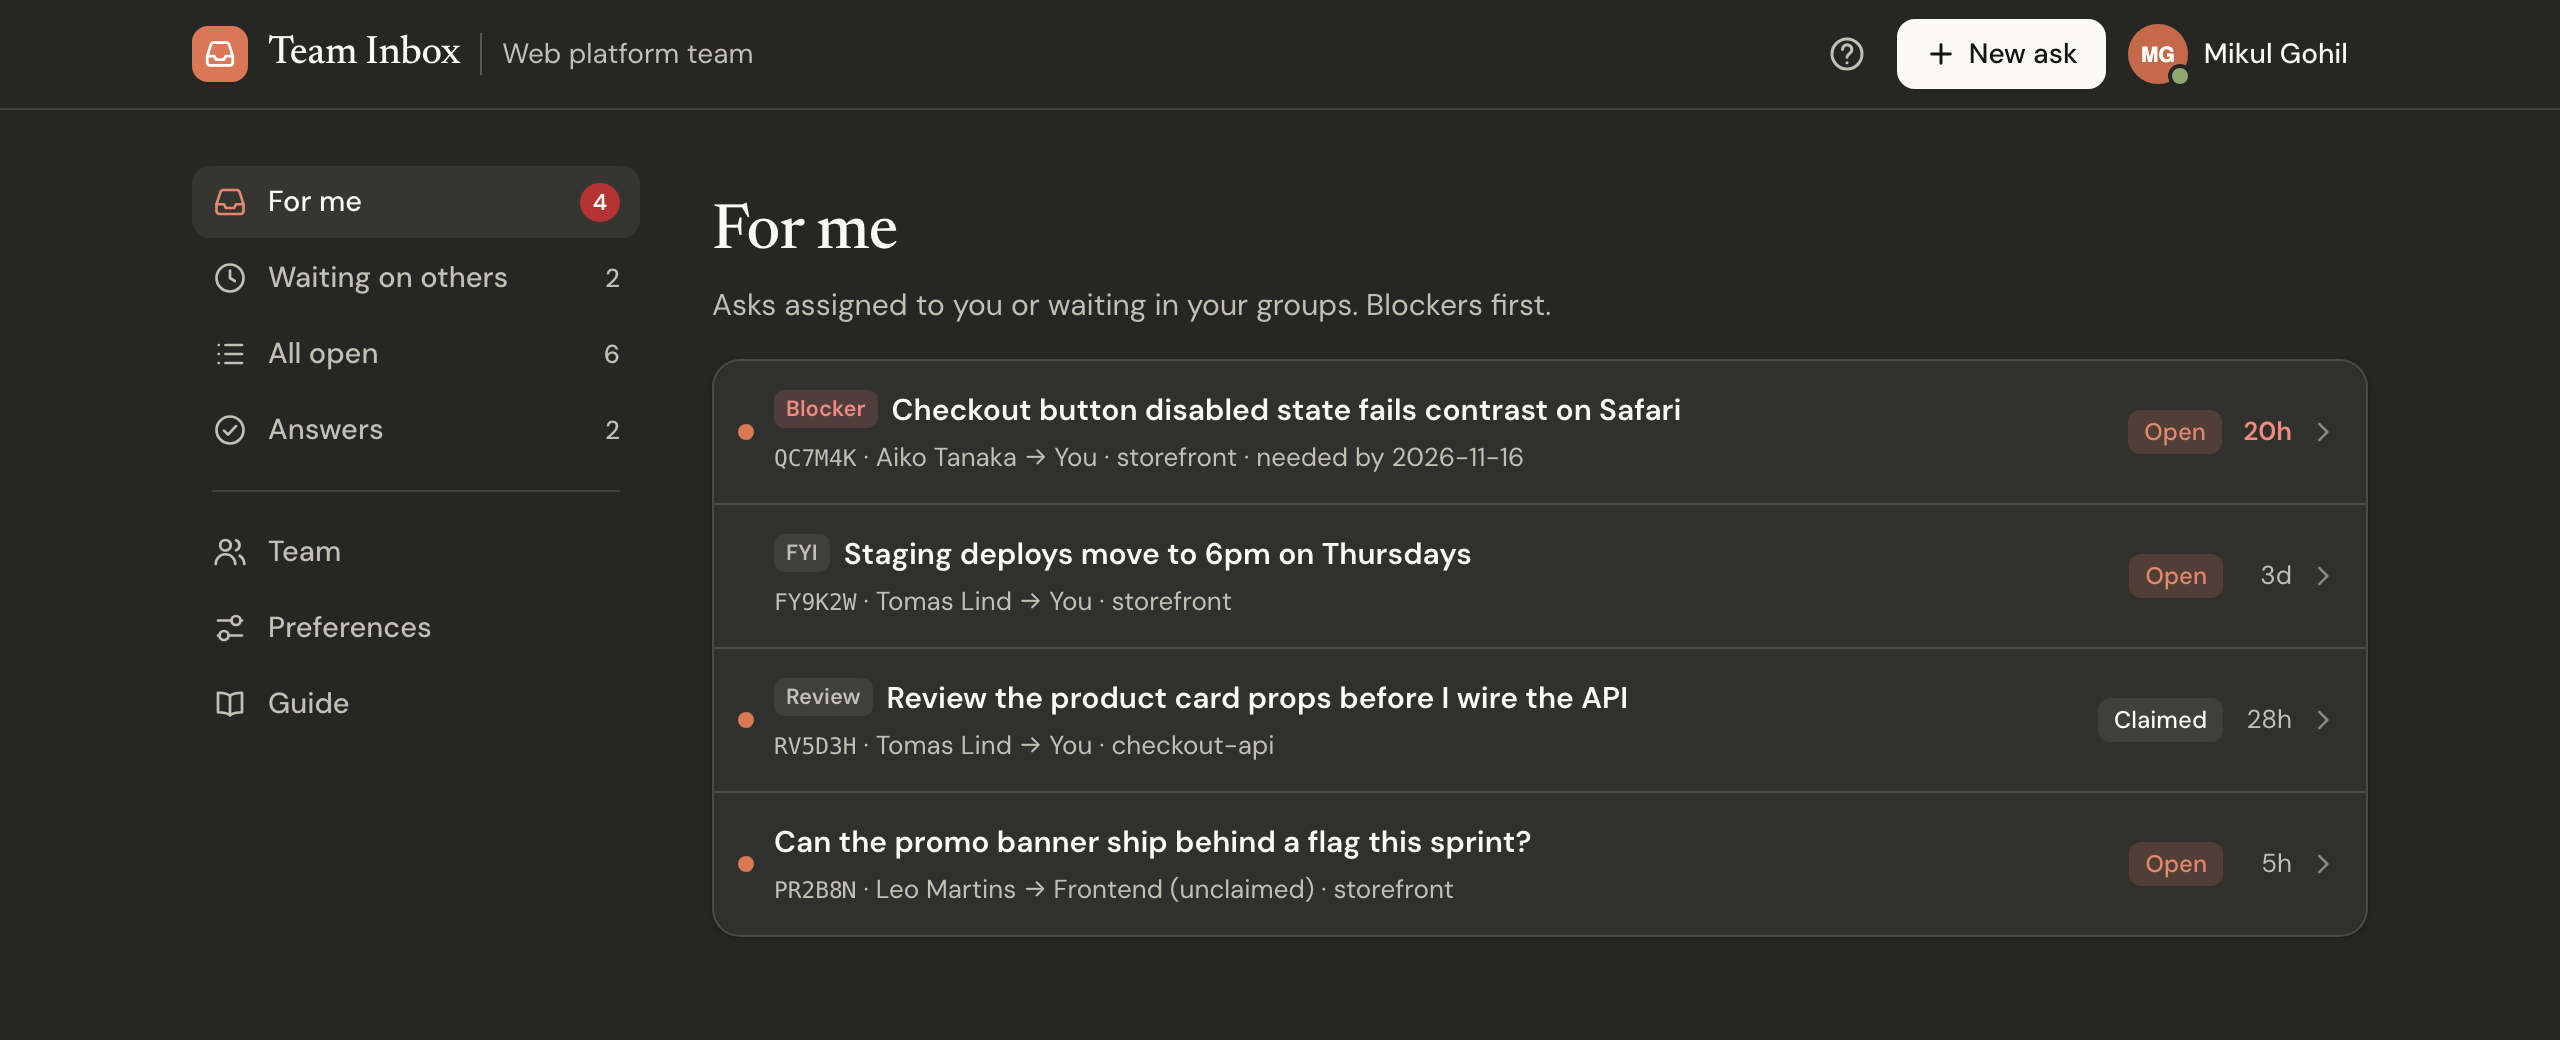 Team Inbox
Web platform team
New ask
MG
Mikul Gohil
For me 4
Waiting on others 2
All open 6
Answers 2
Team
Preferences
Guide
For me
Asks assigned to you or waiting in your groups. Blockers first.
Blocker Checkout button disabled state fails contrast on Safari
QC7M4K · Aiko Tanaka → You · storefront · needed by 2026-11-16
Open 20h
FYI Staging deploys move to 6pm on Thursdays
FY9K2W · Tomas Lind → You · storefront
Open 3d
Review Review the product card props before I wire the API
RV5D3H · Tomas Lind → You · checkout-api
Claimed 28h
Can the promo banner ship behind a flag this sprint?
PR2B8N · Leo Martins → Frontend (unclaimed) · storefront
Open 5h